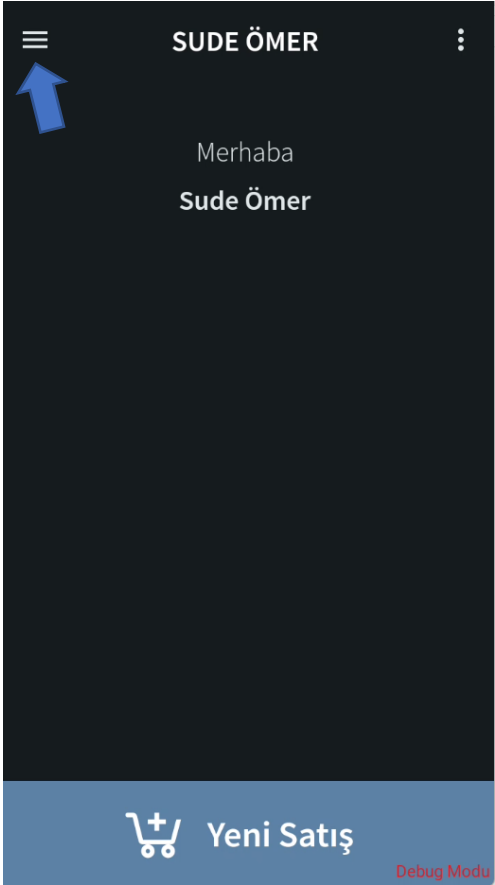 SUDE ÖMER
Merhaba
Sude Ömer
Yeni Satış
Debug Modu